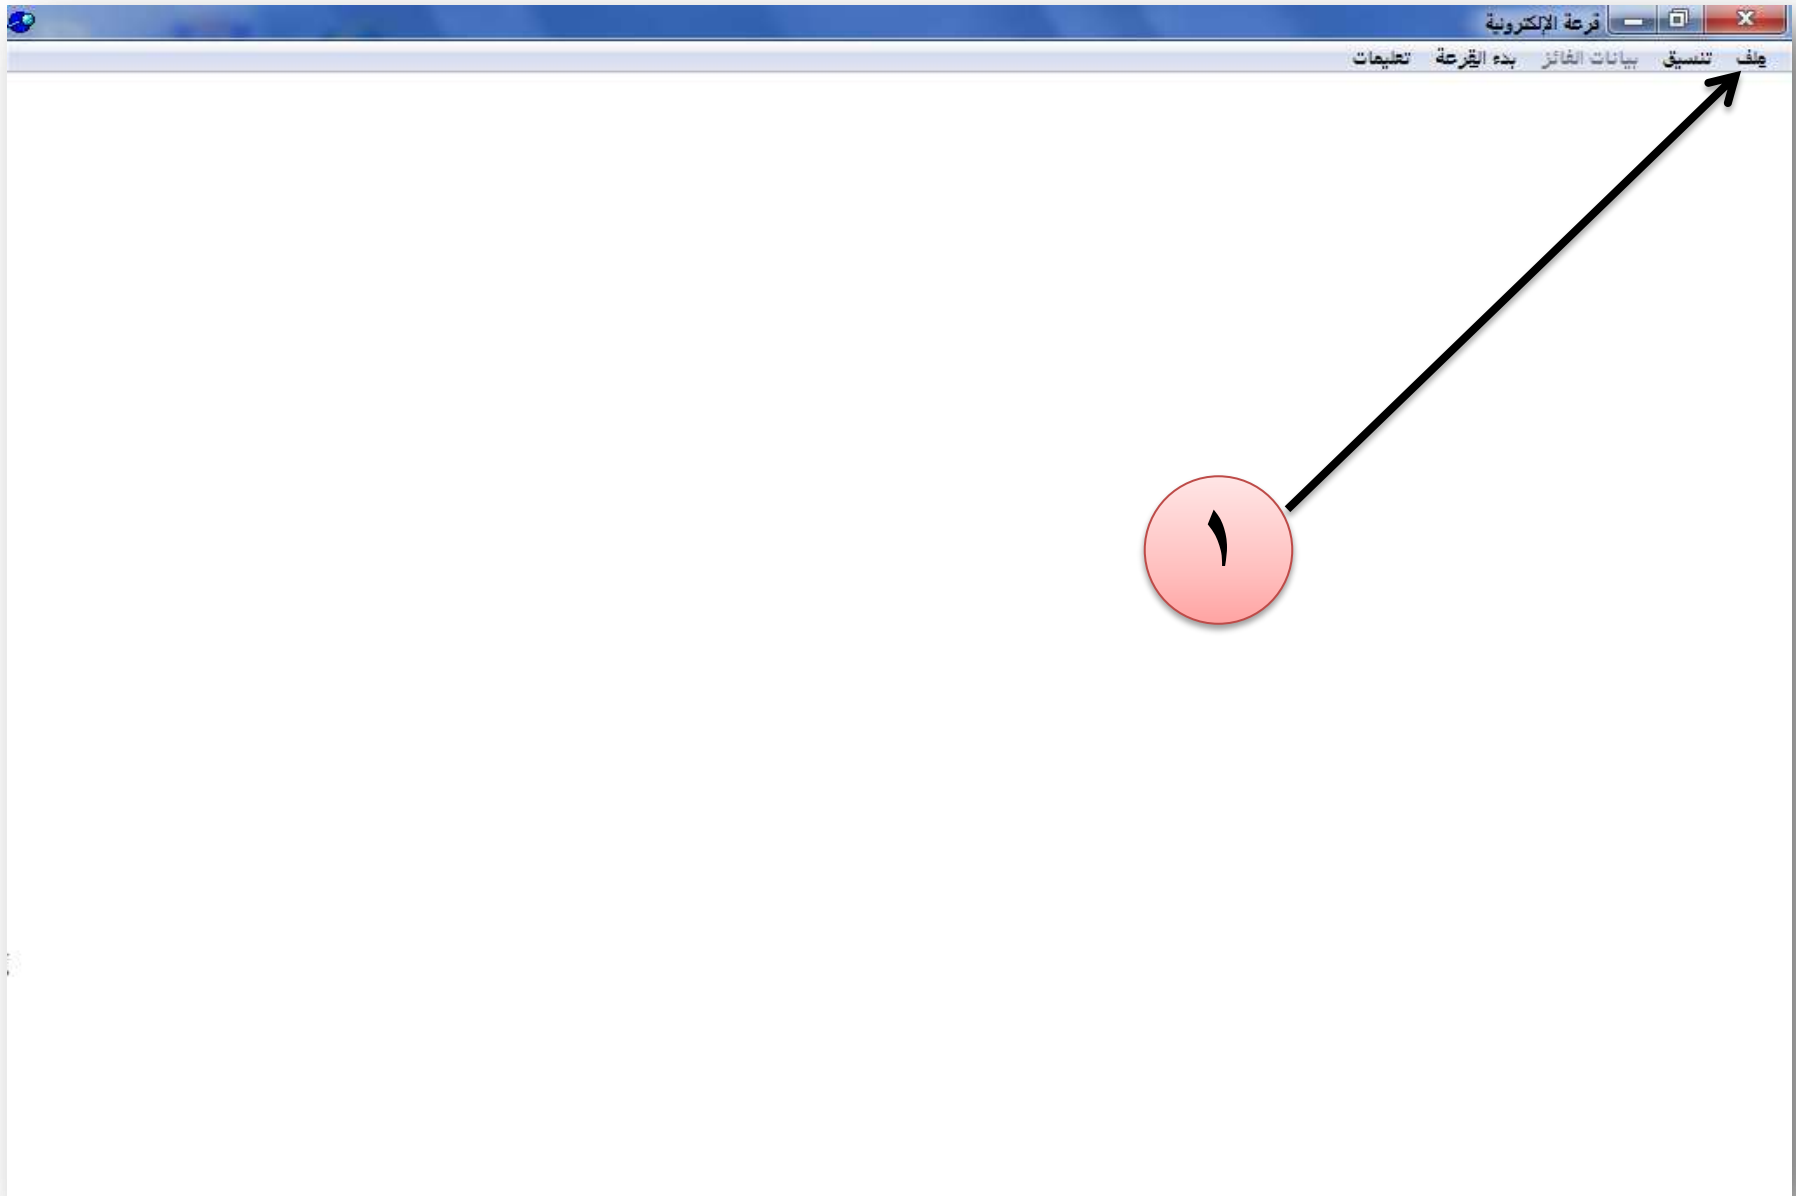 قرعة الإلكترونية
ملف تنسيق بيانات الفائز بدء القرعة تعليمات
١